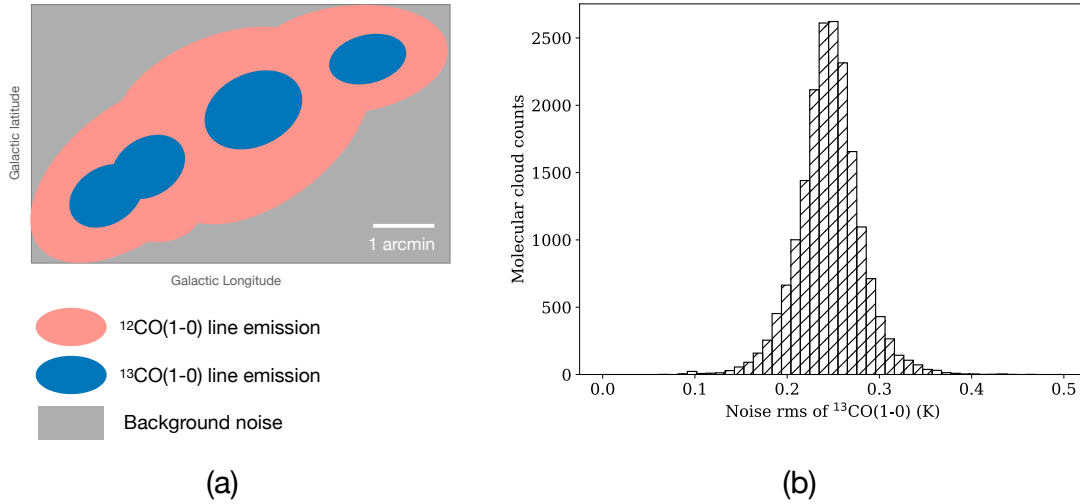 Galactic latitude
1 arcmin
Galactic Longitude
¹²CO(1-0) line emission
¹³CO(1-0) line emission
Background noise
(a)
Molecular cloud counts
2500
2000
1500
1000
500
0
0.0 0.1 0.2 0.3 0.4 0.5
Noise rms of ¹³CO(1-0) (K)
(b)